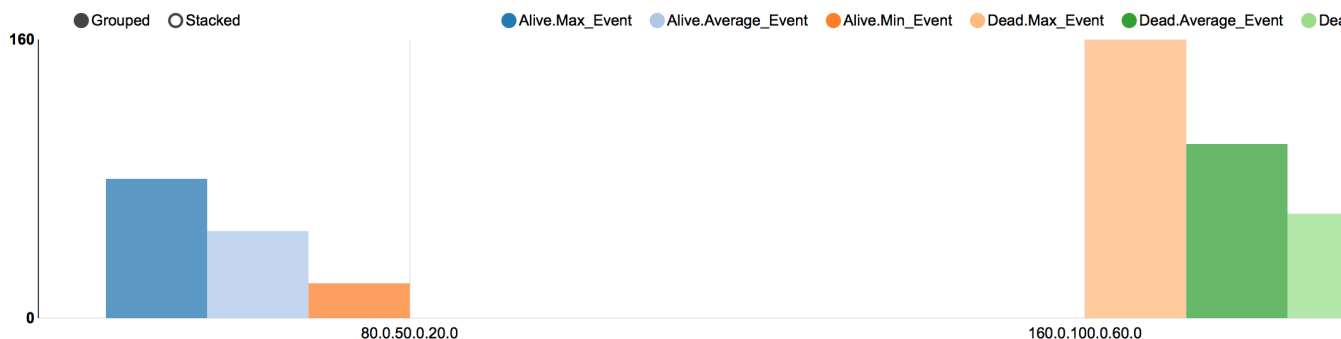 Grouped Stacked Alive.Max_Event Alive.Average_Event Alive.Min_Event Dead.Max_Event Dead.Average_Event
160
0
80.0.50.0.20.0 160.0.100.0.60.0